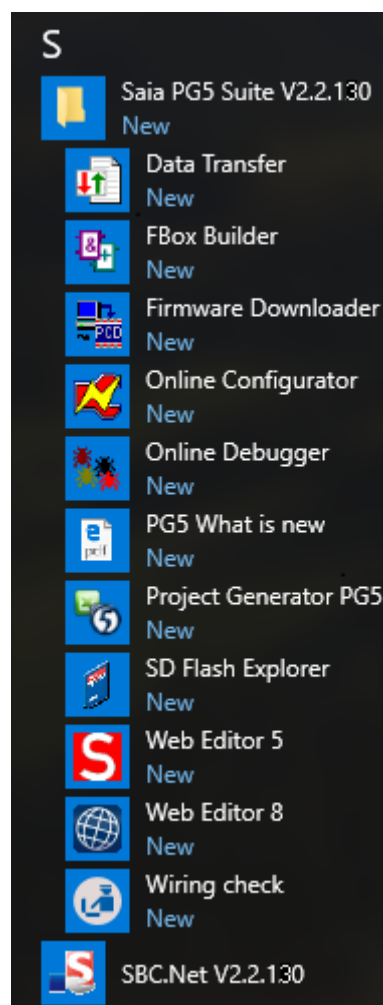 S
Saia PG5 Suite V2.2.130
New
Data Transfer
New
FBox Builder
New
Firmware Downloader
New
PCD
Online Configurator
New
Online Debugger
New
pdf
PG5 What is new
New
Project Generator PG5
New
SD Flash Explorer
New
S
Web Editor 5
New
Web Editor 8
New
Wiring check
New
S
SBC.Net V2.2.130